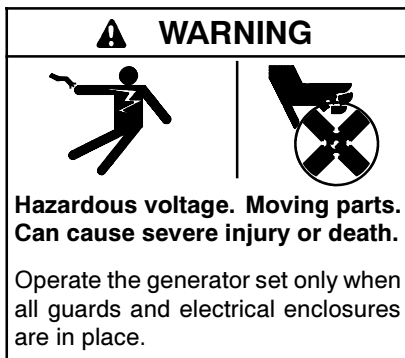 WARNING
Hazardous voltage. Moving parts.
Can cause severe injury or death.
Operate the generator set only when
all guards and electrical enclosures
are in place.